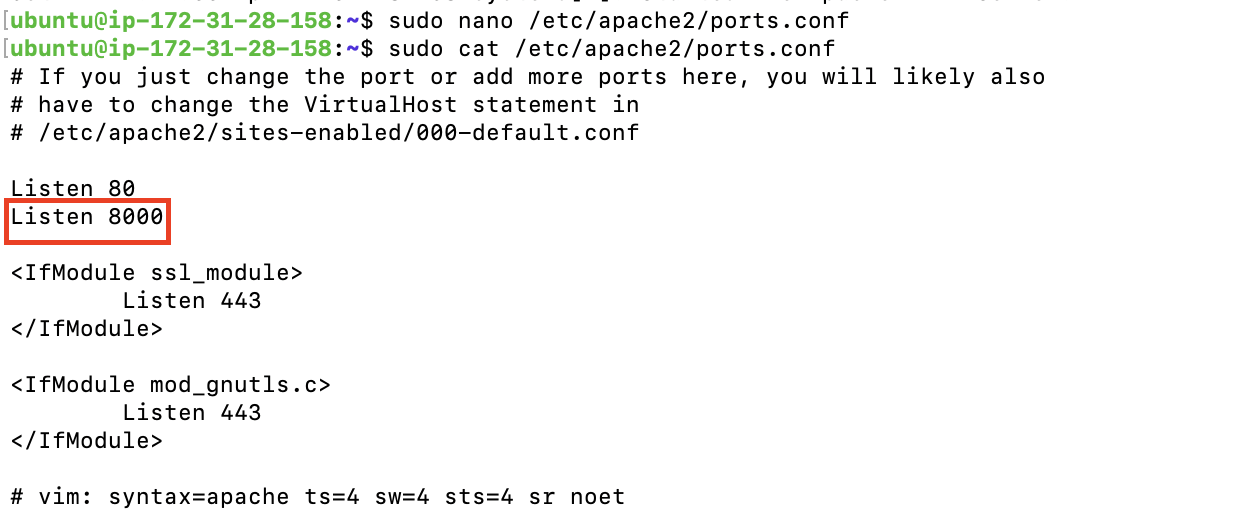 [ubuntu@ip-172-31-28-158:~$ sudo nano /etc/apache2/ports.conf
[ubuntu@ip-172-31-28-158:~$ sudo cat /etc/apache2/ports.conf
# If you just change the port or add more ports here, you will likely also
# have to change the VirtualHost statement in
# /etc/apache2/sites-enabled/000-default.conf

Listen 80
Listen 8000

<IfModule ssl_module>
        Listen 443
</IfModule>

<IfModule mod_gnutls.c>
        Listen 443
</IfModule>

# vim: syntax=apache ts=4 sw=4 sts=4 sr noet